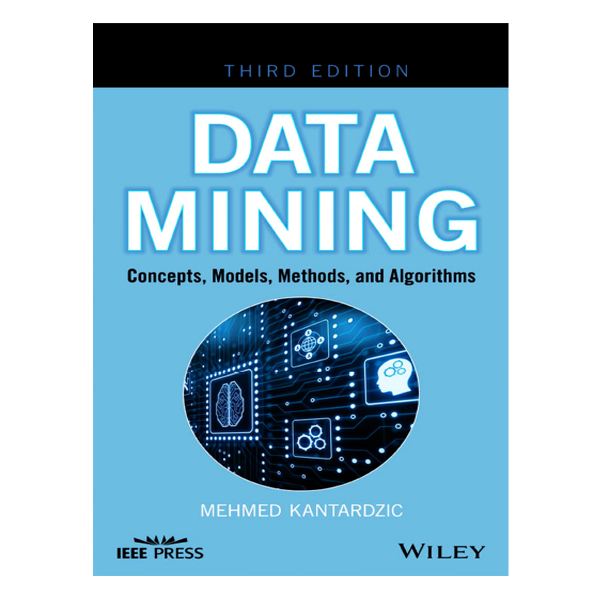 THIRD EDITION
DATA
MINING
Concepts, Models, Methods, and Algorithms
MEHMED KANTARDZIC
IEEE PRESS
WILEY